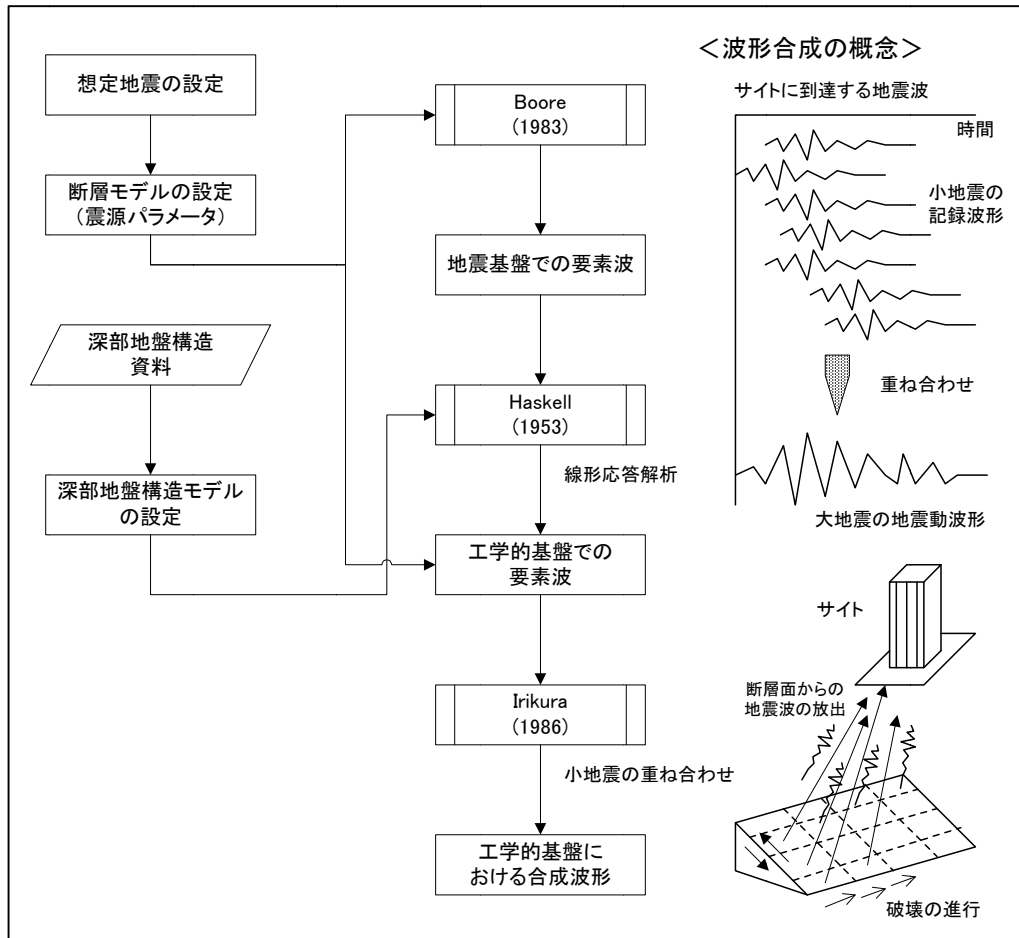 想定地震の設定
断層モデルの設定
（震源パラメータ）
深部地盤構造
資料
深部地盤構造モデル
の設定
Boore
(1983)
地震基盤での要素波
Haskell
(1953)
線形応答解析
工学的基盤での
要素波
Irikura
(1986)
小地震の重ね合わせ
工学的基盤に
おける合成波形
＜波形合成の概念＞
サイトに到達する地震波
時間
小地震の
記録波形
重ね合わせ
大地震の地震動波形
サイト
断層面からの
地震波の放出
破壊の進行